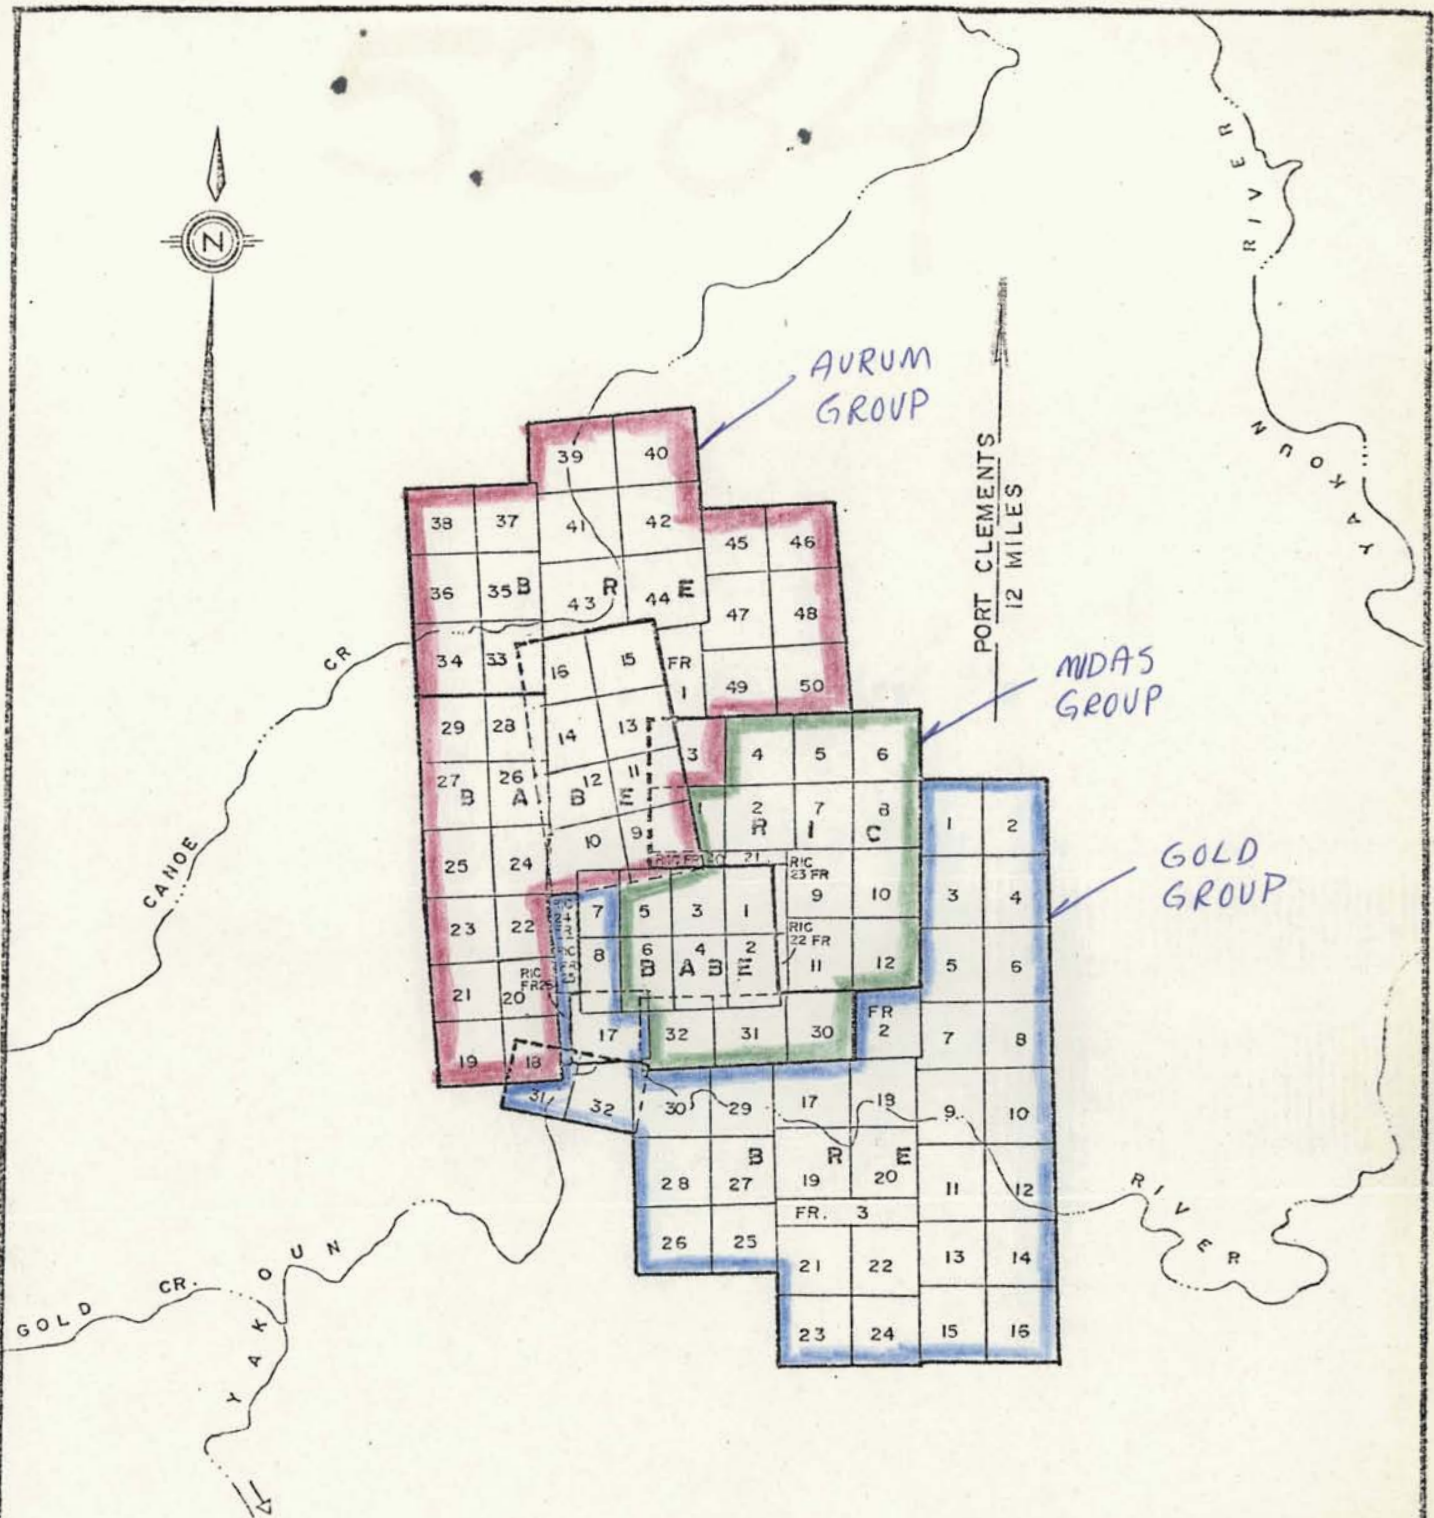 N
RIVER
YAKOUN
AURUM
GROUP
PORT CLEMENTS
12 MILES
MIDAS
GROUP
GOLD
GROUP
39 40
38 37 41 42
45 46
36 35 B 43 R 44 E
47 48
CANOE CR
34 33 16 15 FR
1 49 50
29 28 14 13 3 4 5 6
27 26 12 11
B A B E
1 2 7 8
R I C
1 2
10 9
21
25 24
RIC
23 FR
9 10 3 4
23 22 7 5 3 1
RIC
22 FR
8 6 4 2
B A B E
11 12 5 6
RIC
FR25
21 20
17 32 31 30 FR
2 7 8
19 18
31 32 30 29 17 18 9 10
B R E
28 27 19 20 11 12
FR. 3
26 25 21 22 13 14
23 24 15 16
RIVER
YAKOUN
GOLD CR.